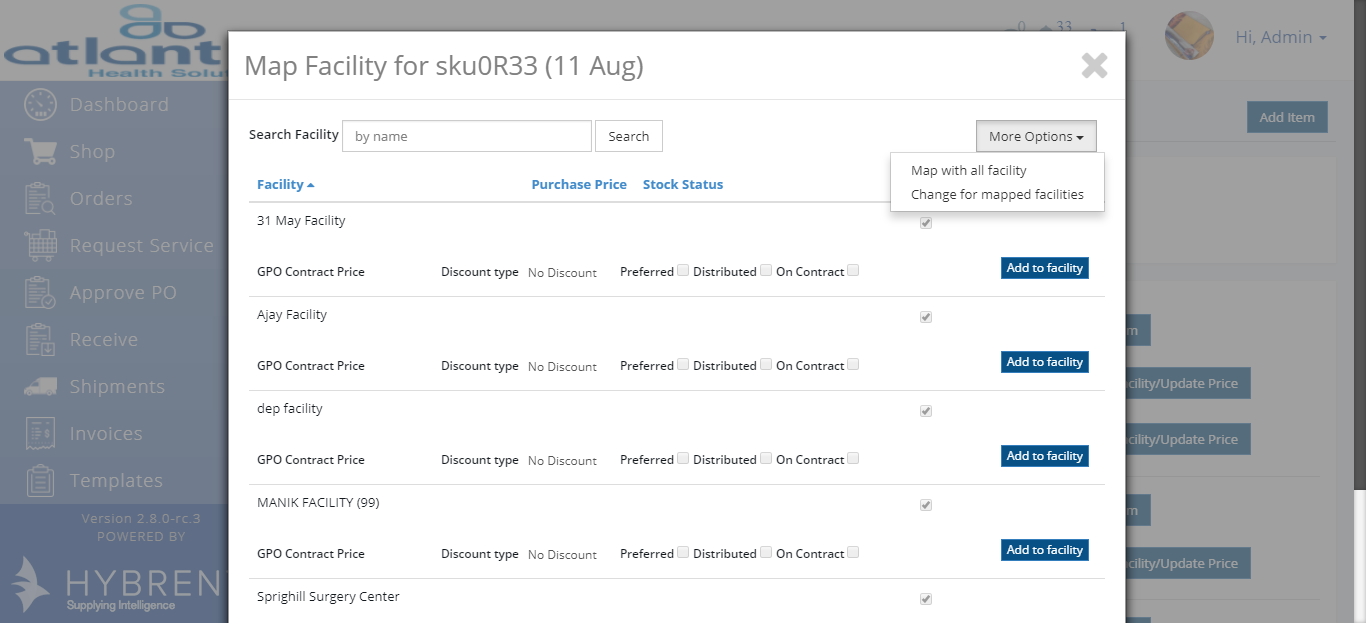 atlant
Health Solu
0 33 1
Hi, Admin
Dashboard
Shop
Orders
Request Service
Approve PO
Receive
Shipments
Invoices
Templates
Version 2.8.0-rc.3
POWERED BY
HYBREN
Supplying Intelligence
Map Facility for sku0R33 (11 Aug)
Search Facility by name Search More Options
Map with all facility
Change for mapped facilities
Facility Purchase Price Stock Status
31 May Facility
GPO Contract Price Discount type No Discount Preferred Distributed On Contract Add to facility
Ajay Facility
GPO Contract Price Discount type No Discount Preferred Distributed On Contract Add to facility
dep facility
GPO Contract Price Discount type No Discount Preferred Distributed On Contract Add to facility
MANIK FACILITY (99)
GPO Contract Price Discount type No Discount Preferred Distributed On Contract Add to facility
Sprighill Surgery Center
Add Item
m
cility/Update Price
cility/Update Price
m
cility/Update Price